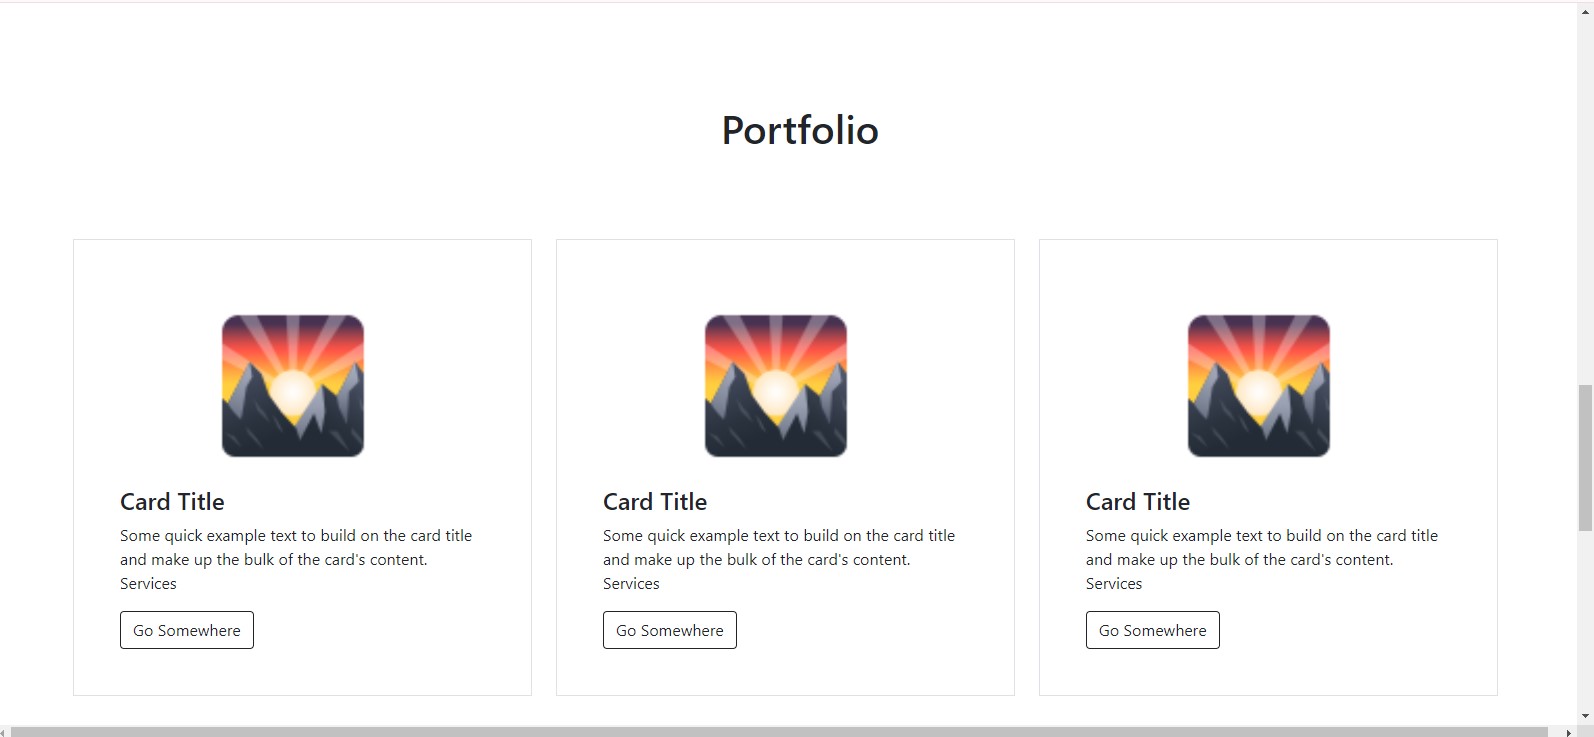 Portfolio
Card Title
Some quick example text to build on the card title
and make up the bulk of the card's content.
Services
Go Somewhere
Card Title
Some quick example text to build on the card title
and make up the bulk of the card's content.
Services
Go Somewhere
Card Title
Some quick example text to build on the card title
and make up the bulk of the card's content.
Services
Go Somewhere